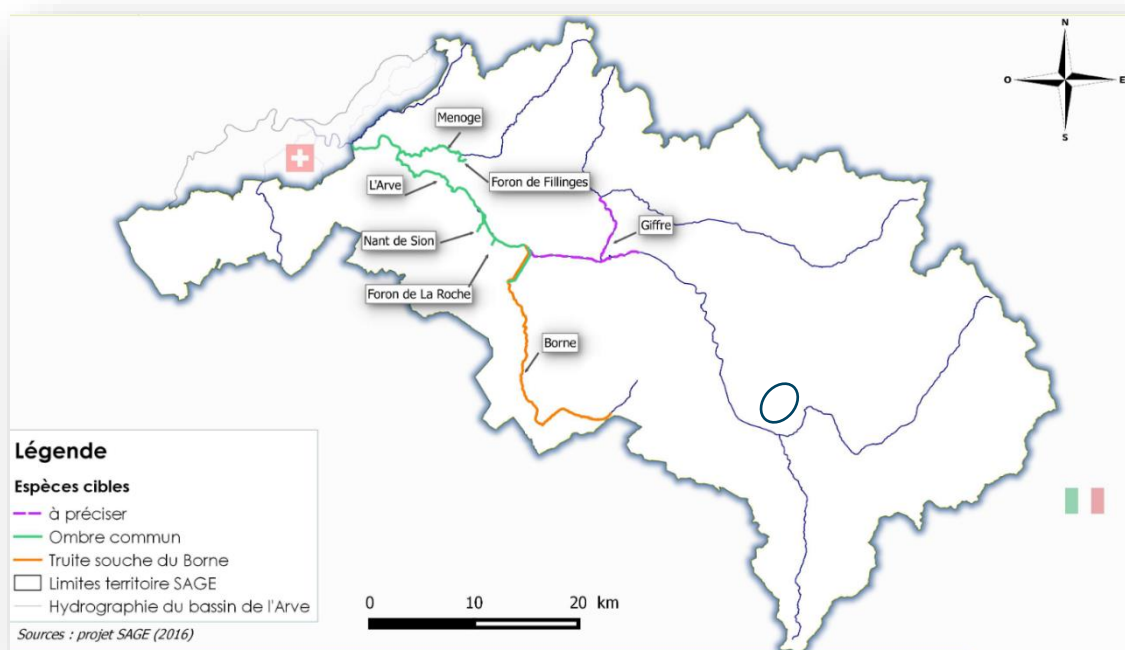 N
O
E
S
Menoge
Foron de Fillinges
L'Arve
Giffre
Nant de Sion
Foron de La Roche
Borne
Légende
Espèces cibles
à préciser
Ombre commun
Truite souche du Borne
Limites territoire SAGE
Hydrographie du bassin de l'Arve
0 10 20 km
Sources : projet SAGE (2016)